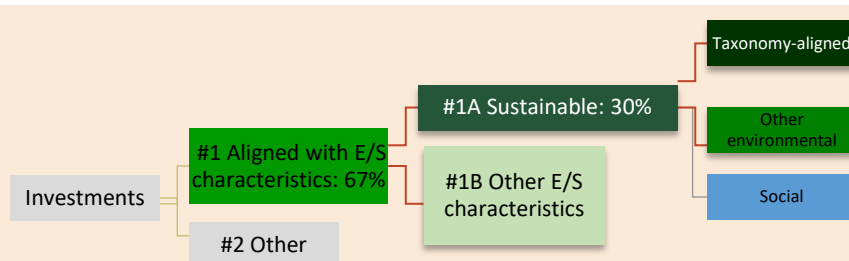 Taxonomy-aligned
#1A Sustainable: 30%
Other
environmental
#1 Aligned with E/S
characteristics: 67%
#1B Other E/S
characteristics
Social
Investments
#2 Other